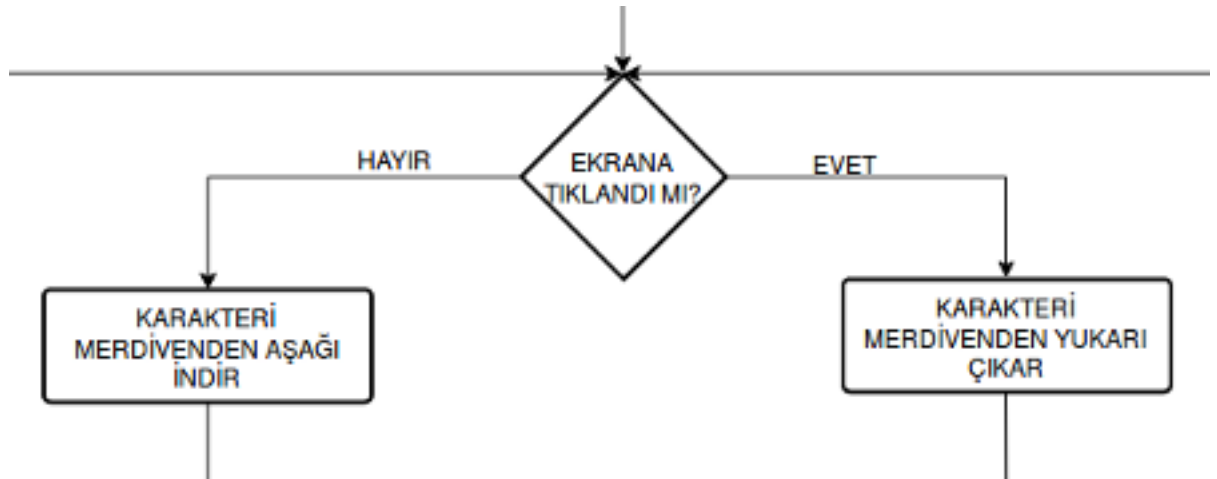 HAYIR
EKRANA
TIKLANDI MI?
EVET
KARAKTERİ
MERDİVENDEN AŞAĞI
İNDİR
KARAKTERİ
MERDİVENDEN YUKARI
ÇIKAR